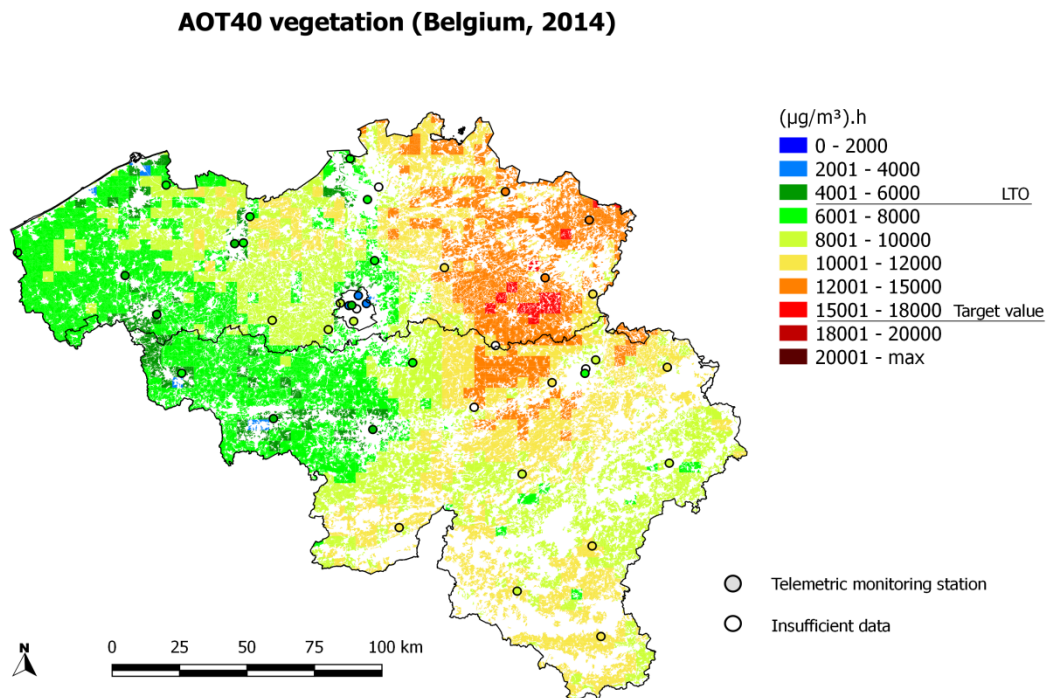 AOT40 vegetation (Belgium, 2014)
(µg/m³).h
0 - 2000
2001 - 4000
4001 - 6000 LTO
6001 - 8000
8001 - 10000
10001 - 12000
12001 - 15000
15001 - 18000 Target value
18001 - 20000
20001 - max
Telemetric monitoring station
Insufficient data
N
0 25 50 75 100 km